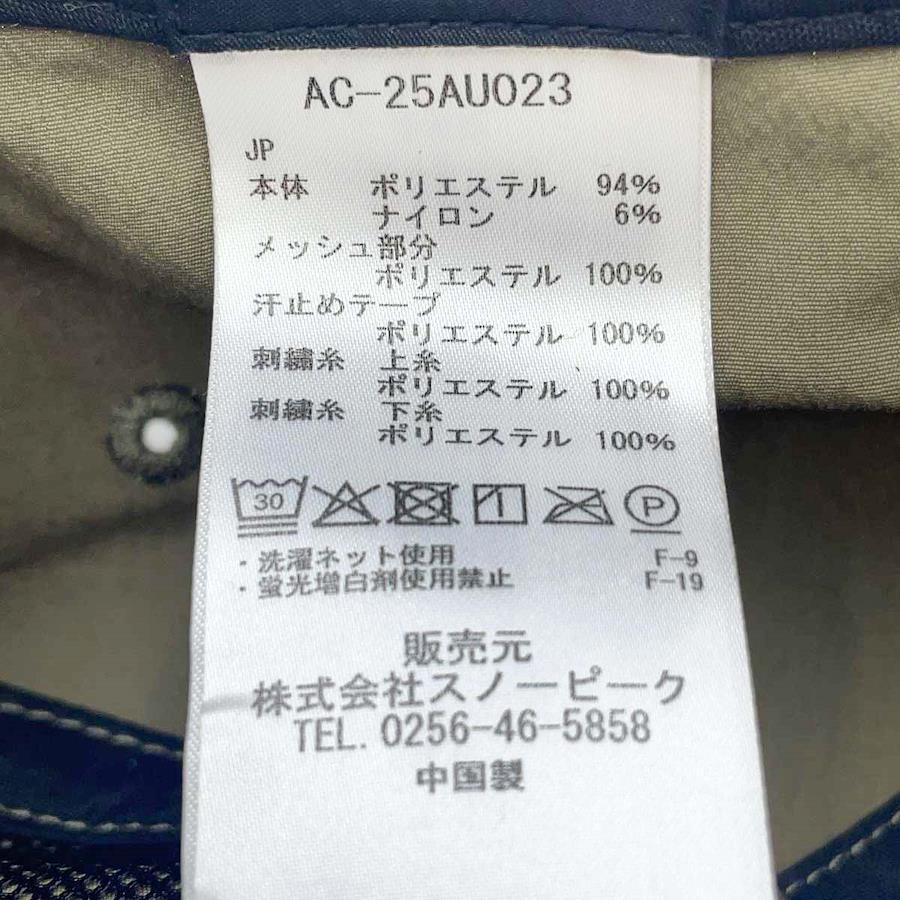 AC-25AU023
JP
本体 ポリエステル 94%
ナイロン 6%
メッシュ部分
ポリエステル 100%
汗止めテープ
ポリエステル 100%
刺繍糸 上糸
ポリエステル 100%
刺繍糸 下糸
ポリエステル 100%
30 P
・洗濯ネット使用 F-9
・蛍光増白剤使用禁止 F-19
販売元
株式会社スノーピーク
TEL. 0256-46-5858
中国製